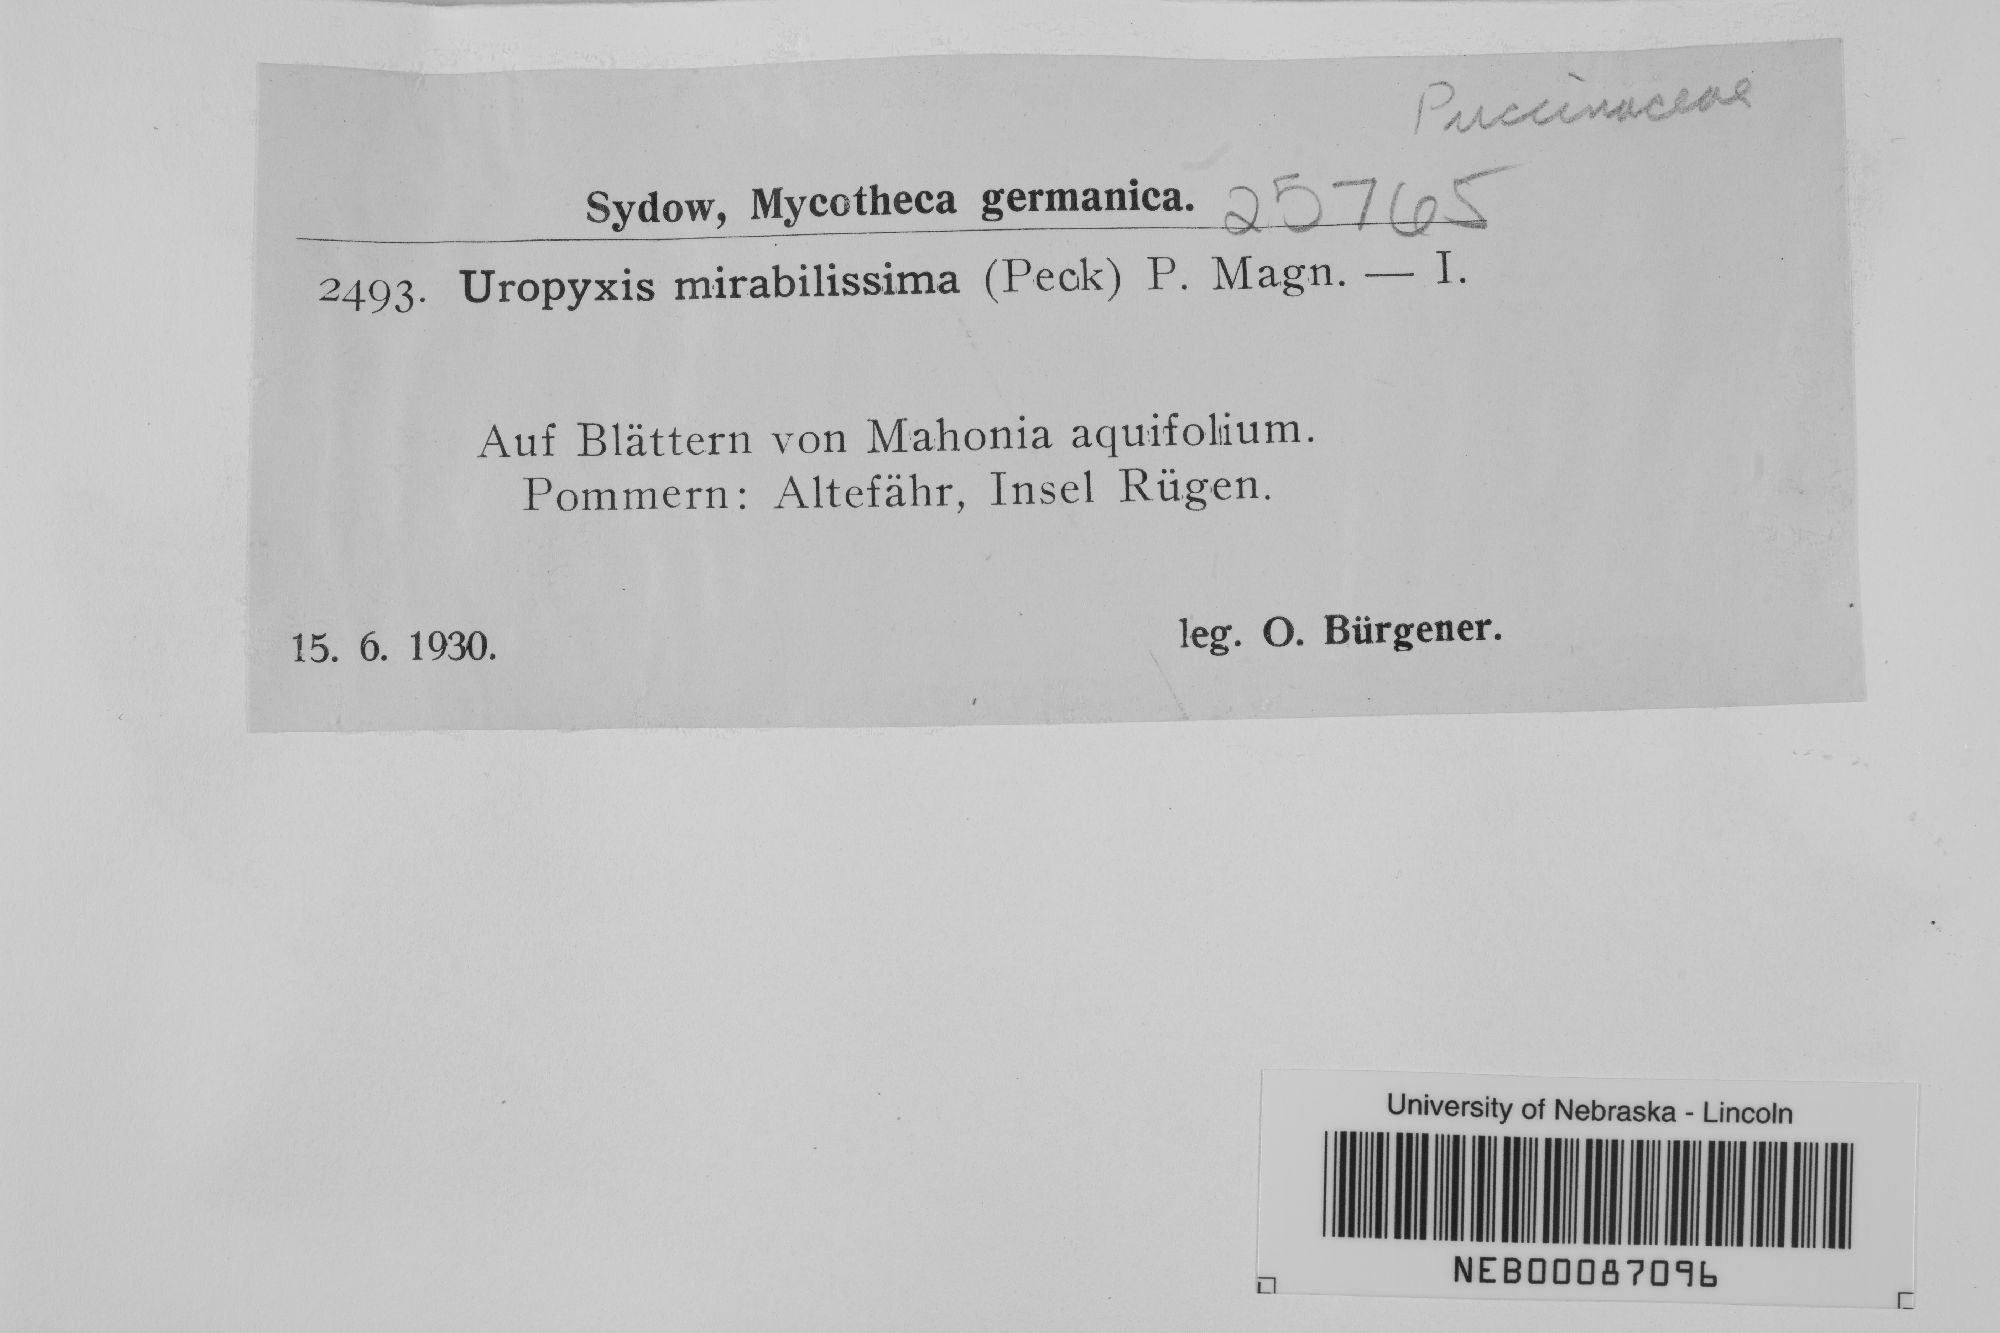 Puccinaceae
Sydow, Mycotheca germanica. 25765
2493. Uropyxis mirabilissima (Peck) P. Magn. — I.
Auf Blättern von Mahonia aquifolium.
Pommern: Altefähr, Insel Rügen.
15. 6. 1930. leg. O. Bürgener.
University of Nebraska - Lincoln
NEB00087096